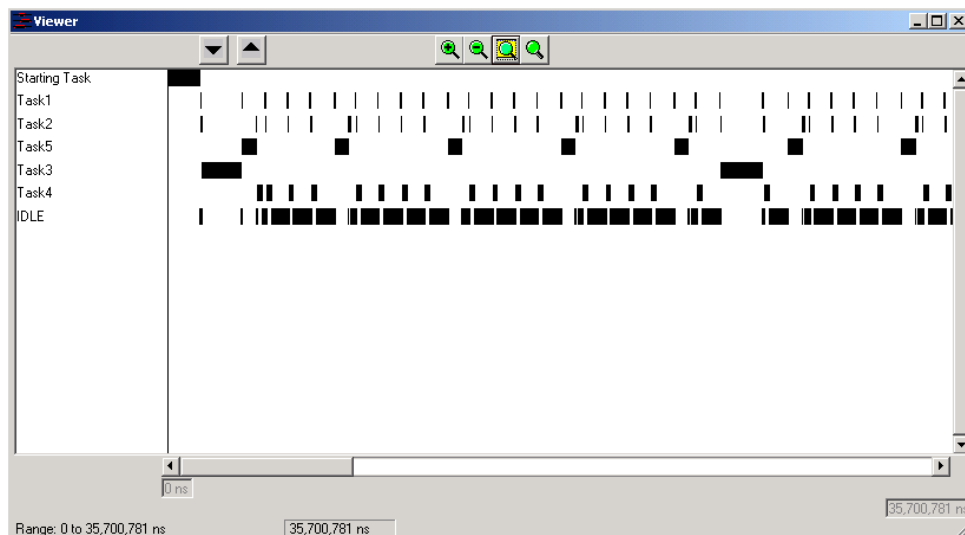 Viewer
Starting Task
Task1
Task2
Task5
Task3
Task4
IDLE
0 ns
35,700,781 ns
Range: 0 to 35,700,781 ns
35,700,781 ns